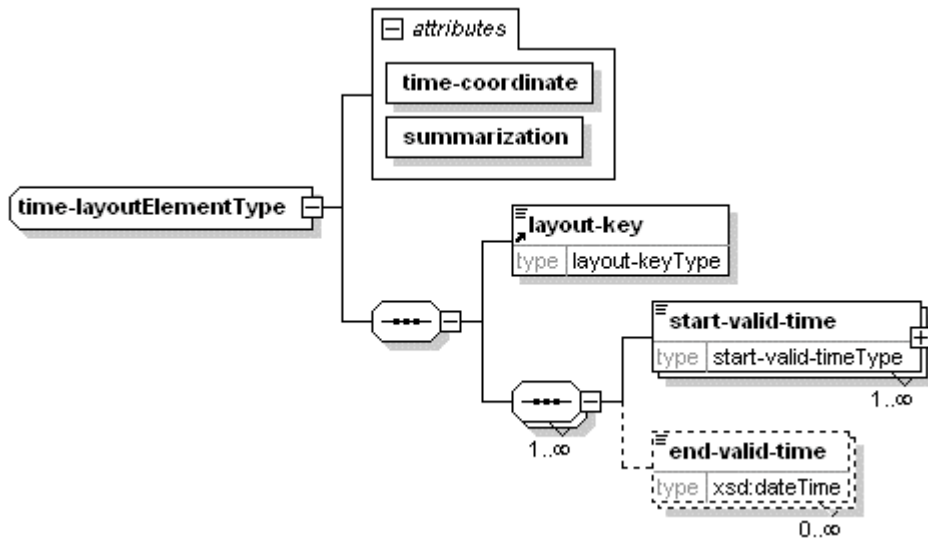 attributes
time-coordinate
summarization
time-layoutElementType
layout-key
type layout-keyType
start-valid-time
type start-valid-timeType
1..∞
1..∞
end-valid-time
type xsd:dateTime
0..∞